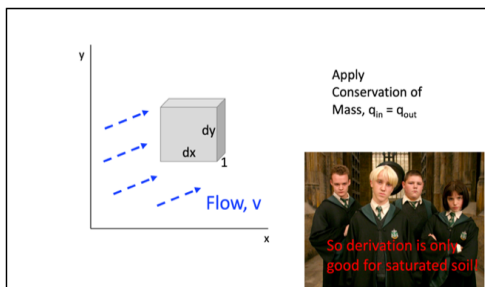 y
Apply
Conservation of
Mass, qin = qout
dy
dx
1
Flow, v
x
So derivation is only
good for saturated soil!